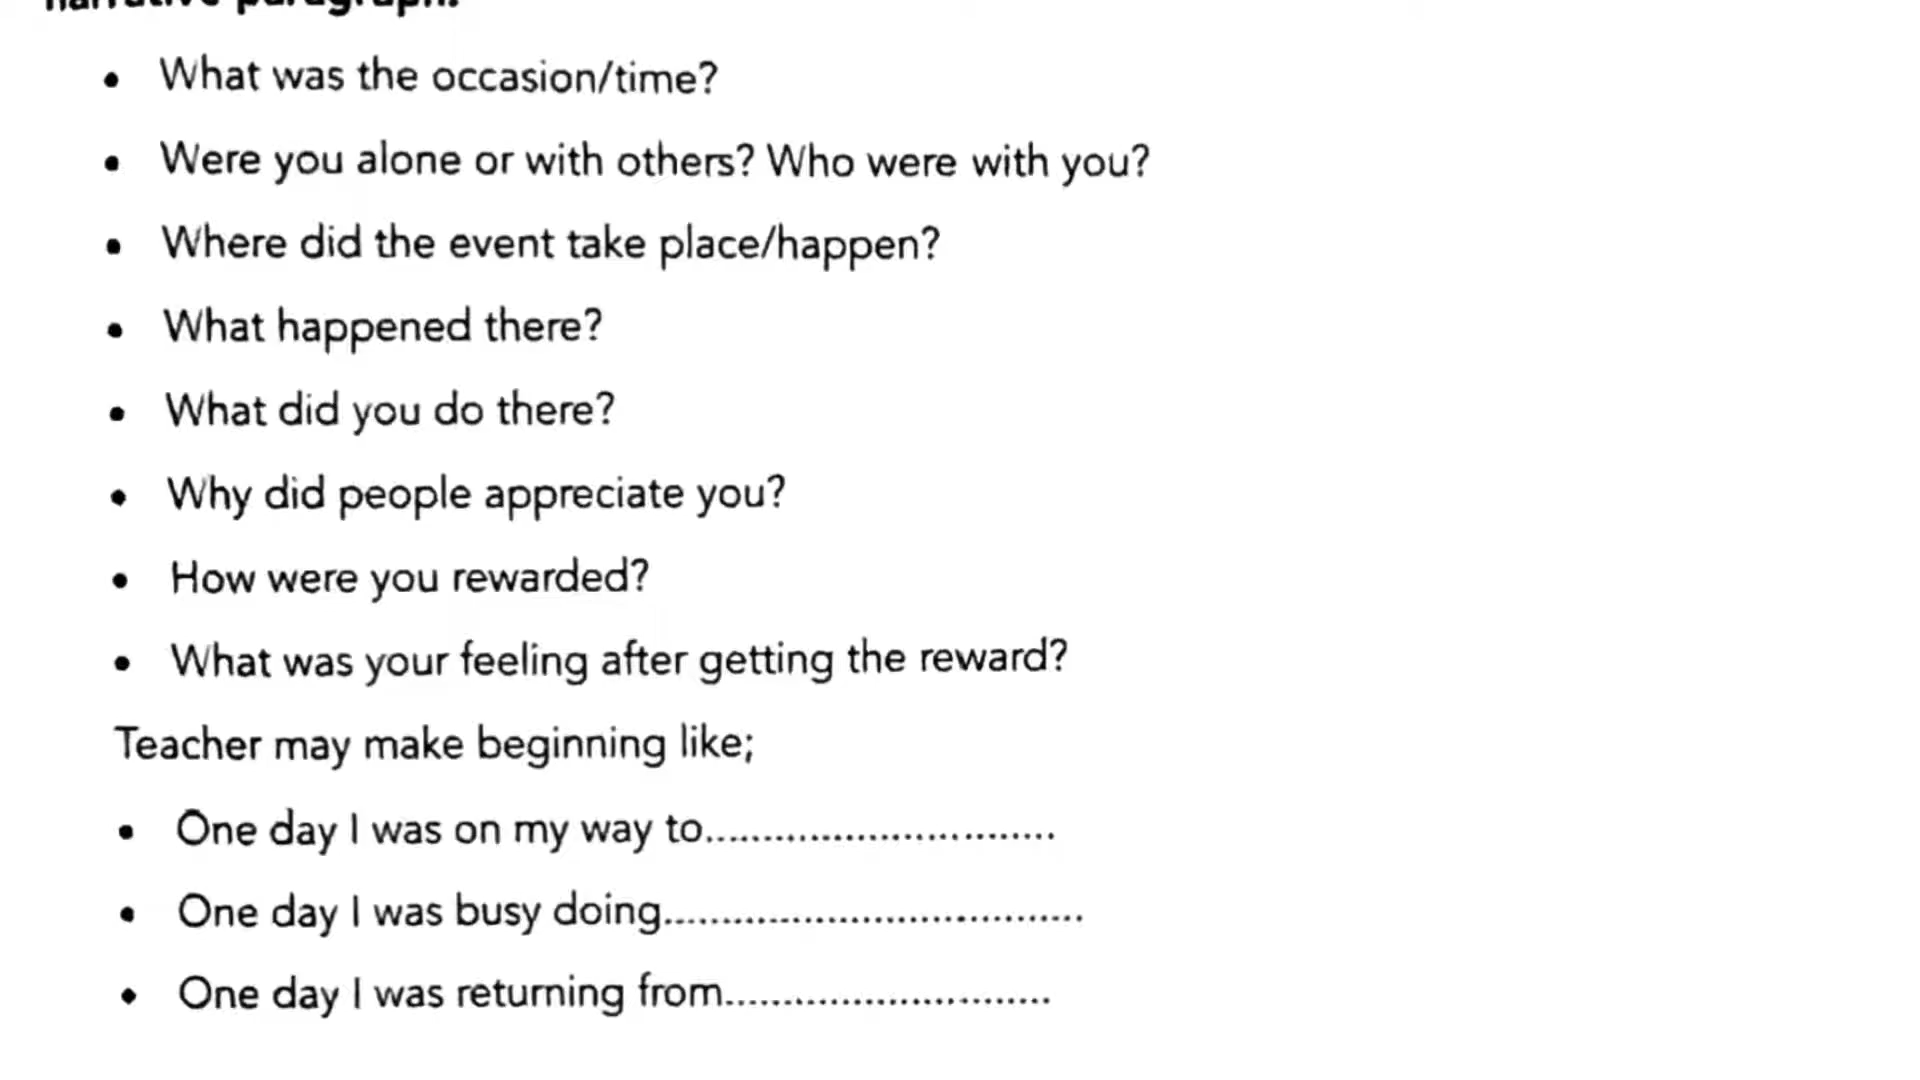 narrative paragraph.
• What was the occasion/time?
• Were you alone or with others? Who were with you?
• Where did the event take place/happen?
• What happened there?
• What did you do there?
• Why did people appreciate you?
• How were you rewarded?
• What was your feeling after getting the reward?
Teacher may make beginning like;
• One day I was on my way to..............................
• One day I was busy doing....................................
• One day I was returning from............................